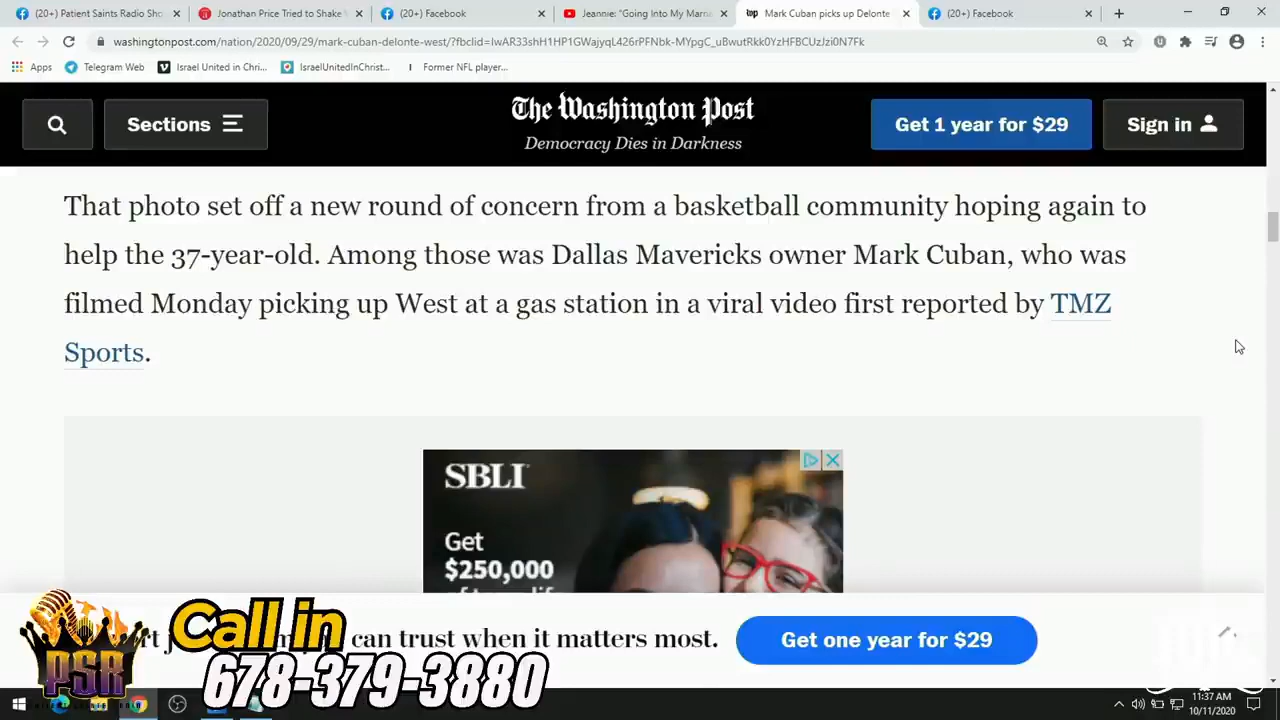 (20+) Patient Saints Radio Sho
Jonathan Price Tried to Shake
(20+) Facebook
Jeannie: "Going Into My Marria
Mark Cuban picks up Delonte
(20+) Facebook
washingtonpost.com/nation/2020/09/29/mark-cuban-delonte-west/?fbclid=IwAR33shH1HP1GWajyqL426rPFNbk-MYpgC_uBwutRkk0YzHFBCUzJzi0N7Fk
Apps
Telegram Web
Israel United in Chri...
IsraelUnitedInChrist...
Former NFL player...
Sections
The Washington Post
Democracy Dies in Darkness
Get 1 year for $29
Sign in
That photo set off a new round of concern from a basketball community hoping again to
help the 37-year-old. Among those was Dallas Mavericks owner Mark Cuban, who was
filmed Monday picking up West at a gas station in a viral video first reported by TMZ
Sports.
SBLI
Get
$250,000
can trust when it matters most.
Get one year for $29
Call in
678-379-3880
PSR
11:37 AM
10/11/2020